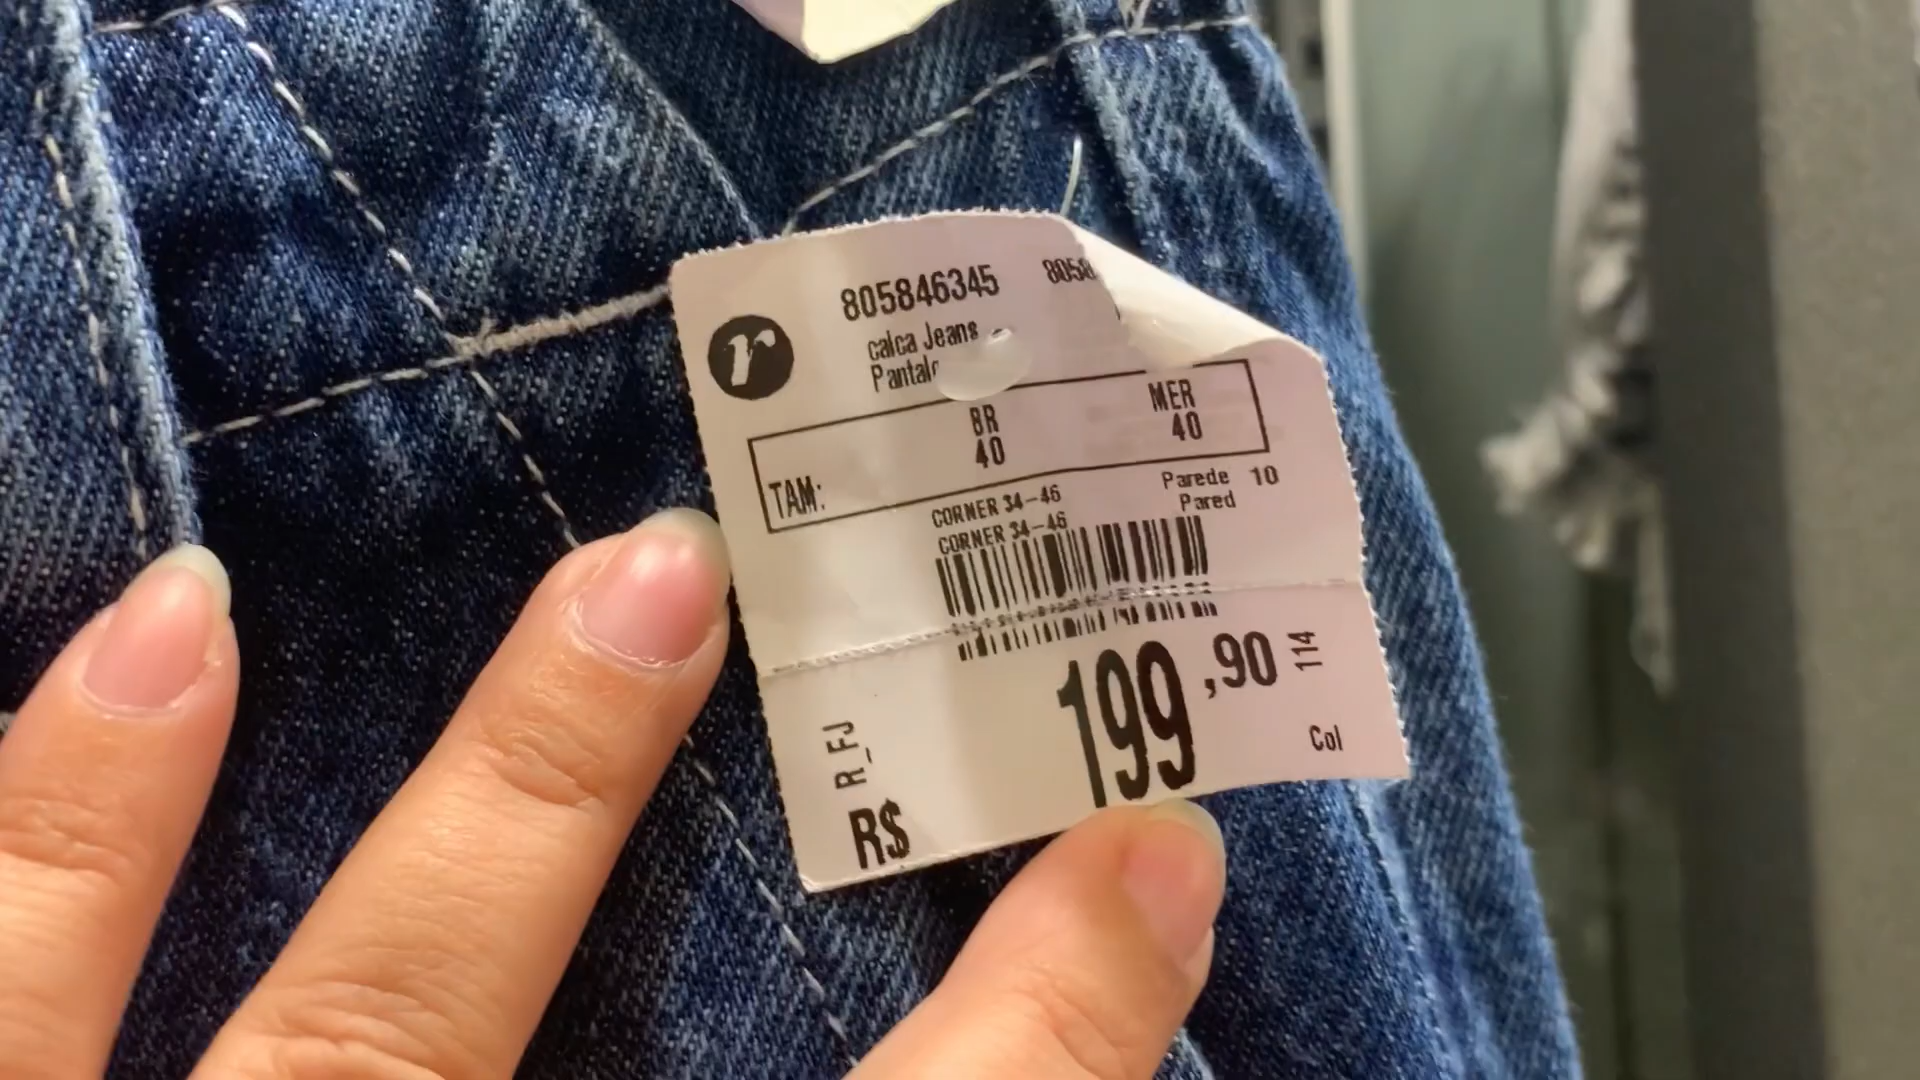 805846345
r
calca Jeans
BR
40
MER
40
TAM:
CORNER 34-46
CORNER 34-46
Parede 10
Pared
199,90
114
R_FJ
Col
R$